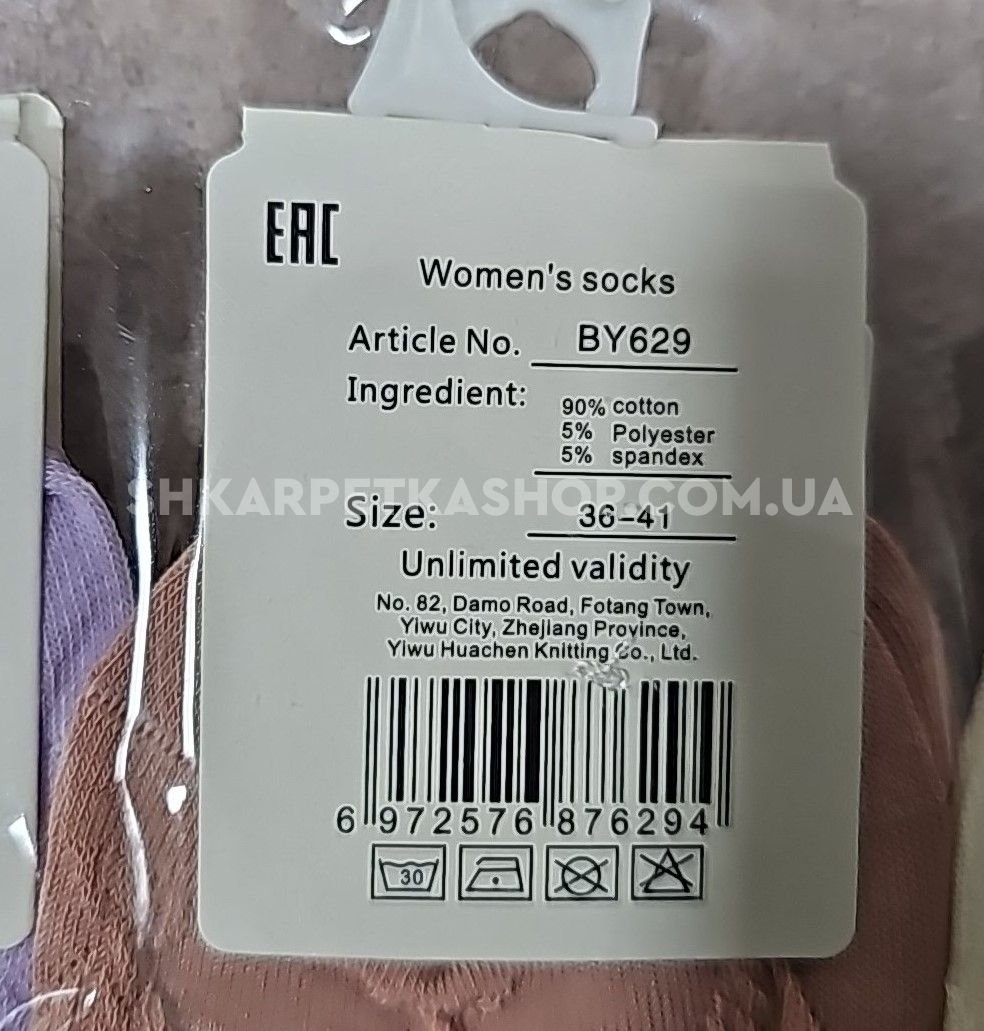 EAC
Women's socks
Article No. BY629
Ingredient: 90% cotton
5% Polyester
5% spandex
SHKARPETKASHOP.COM.UA
Size: 36-41
Unlimited validity
No. 82, Damo Road, Fotang Town,
Yiwu City, Zhejiang Province,
Yiwu Huachen Knitting Co., Ltd.
6 972576 876294
30